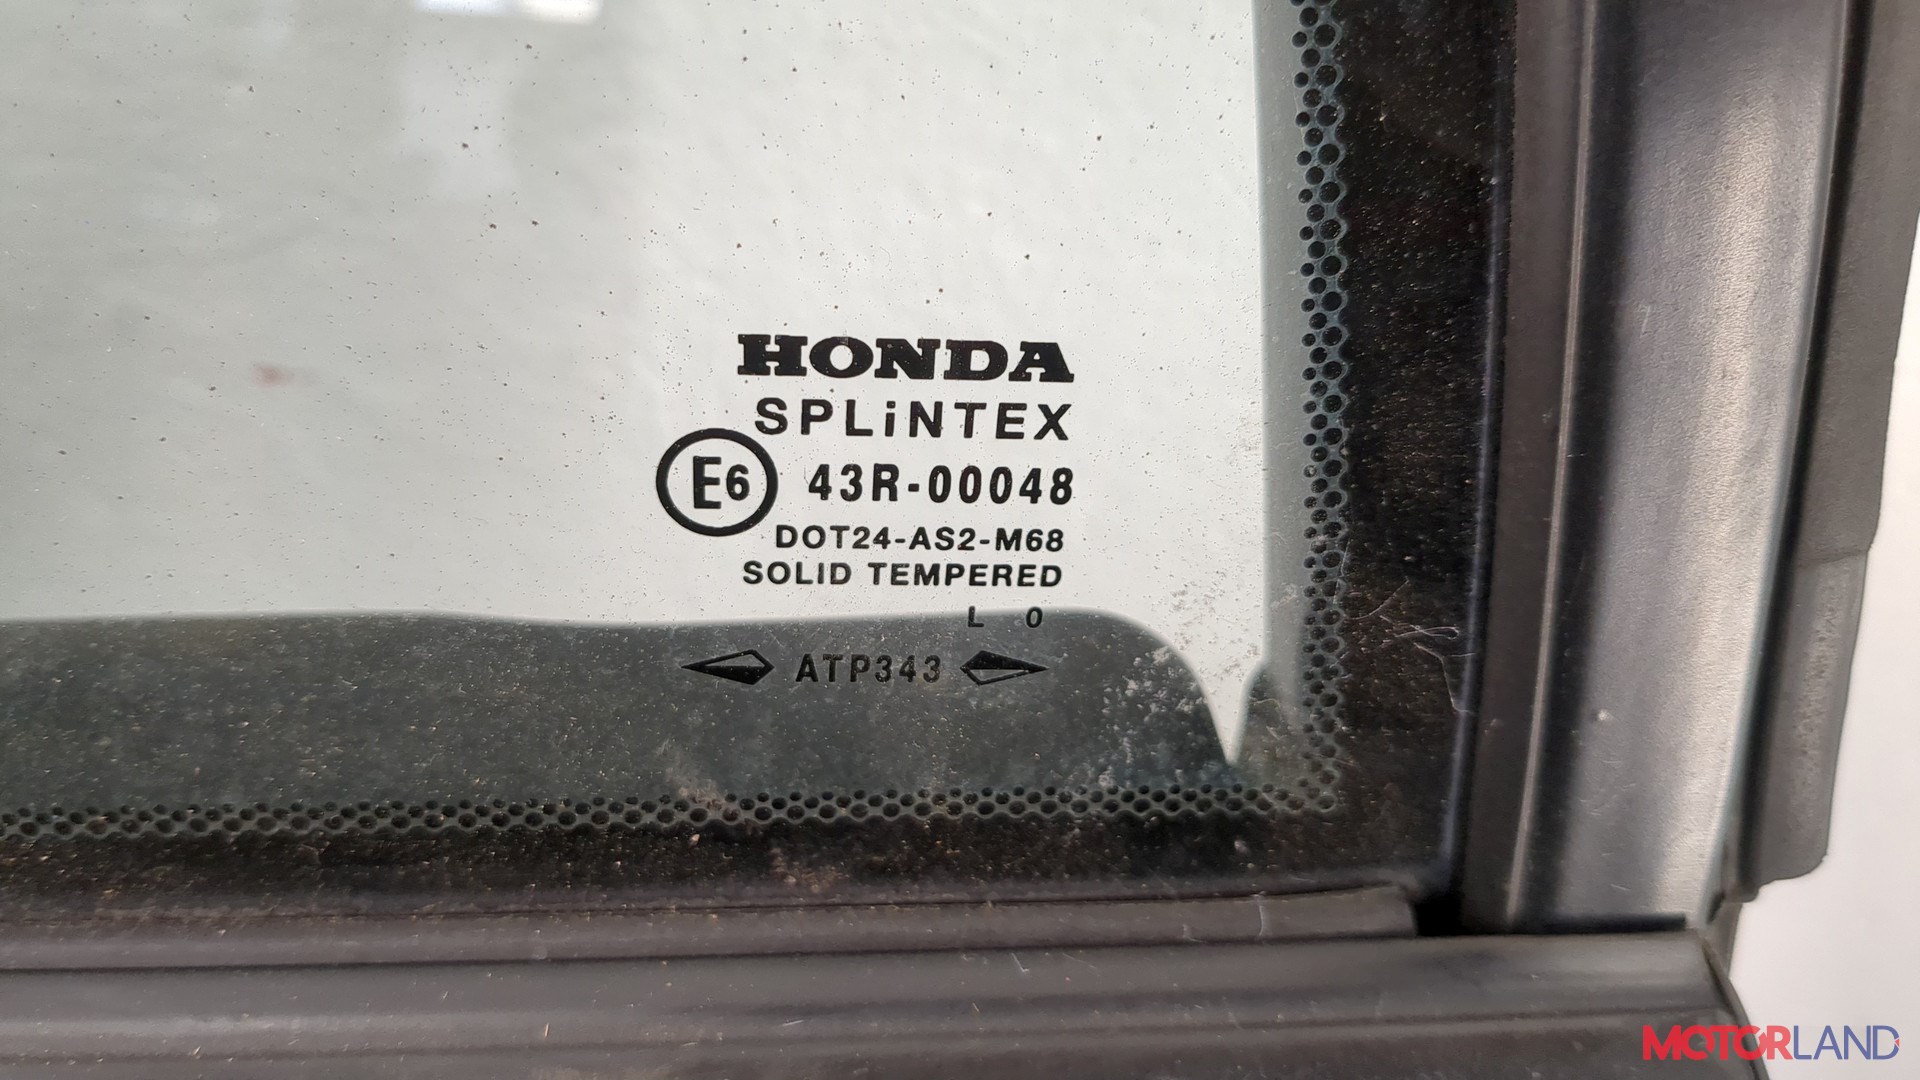 HONDA
SPLiNTEX
E6 43R-00048
DOT24-AS2-M68
SOLID TEMPERED
L 0
ATP343
MOTORLAND